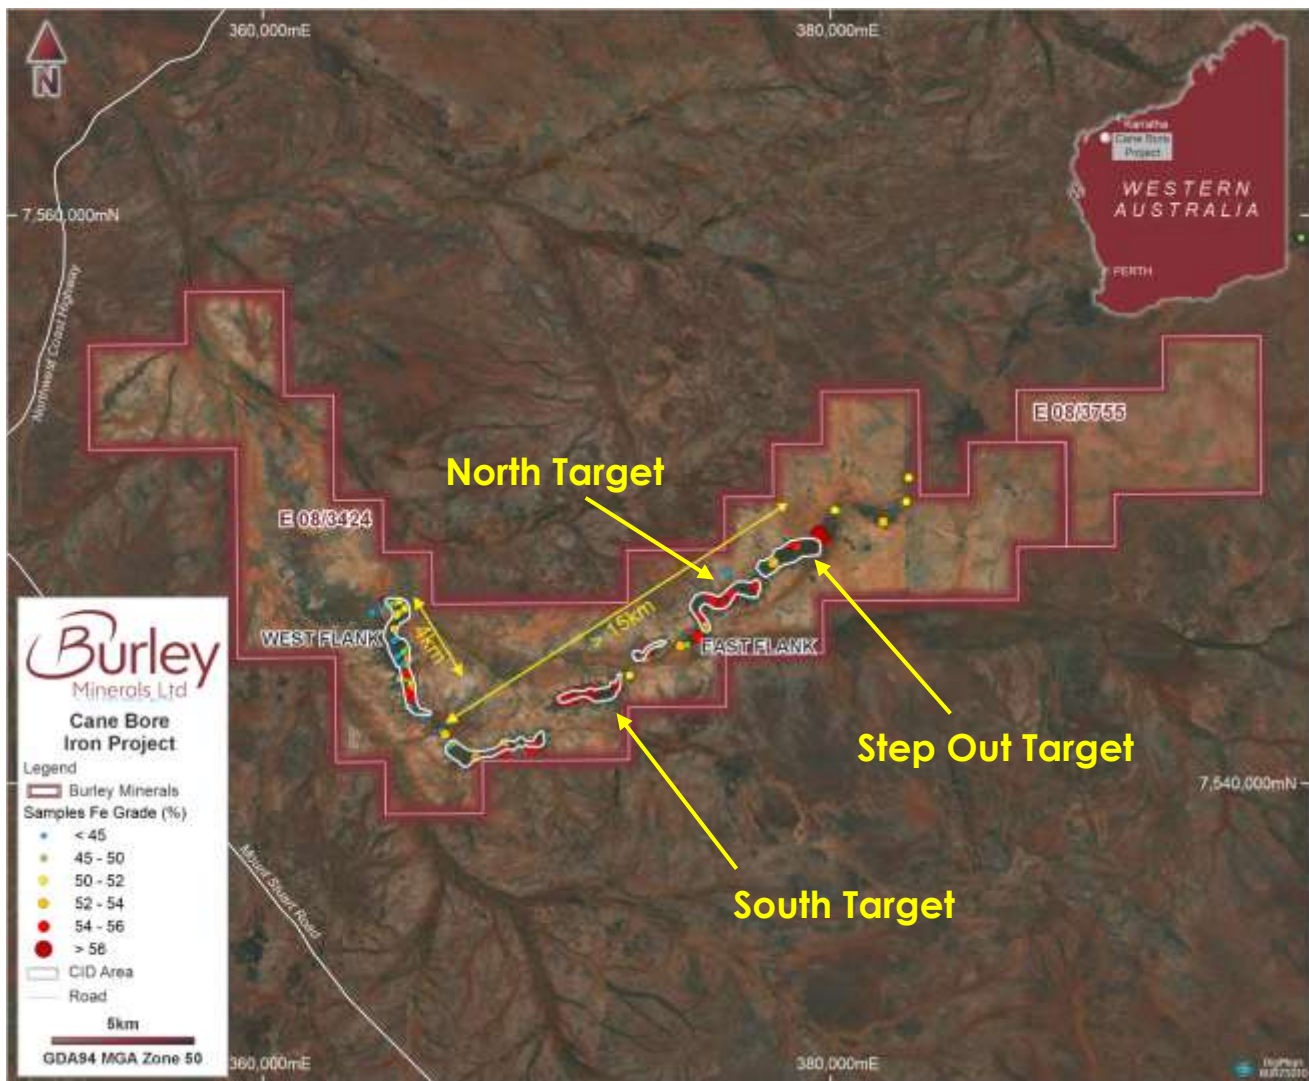 360,000mE
380,000mE
N
Karratha
Cane Bore
Project
WESTERN
AUSTRALIA
PERTH
7,560,000mN
Northwest Coast Highway
E 08/3755
North Target
E 08/3424
> 15km
4km
WEST FLANK
EAST FLANK
Step Out Target
South Target
7,540,000mN
Mount Stuart Road
Burley
Minerals Ltd
Cane Bore
Iron Project
Legend
Burley Minerals
Samples Fe Grade (%)
< 45
45 - 50
50 - 52
52 - 54
54 - 56
> 56
CID Area
Road
5km
GDA94 MGA Zone 50
360,000mE
380,000mE